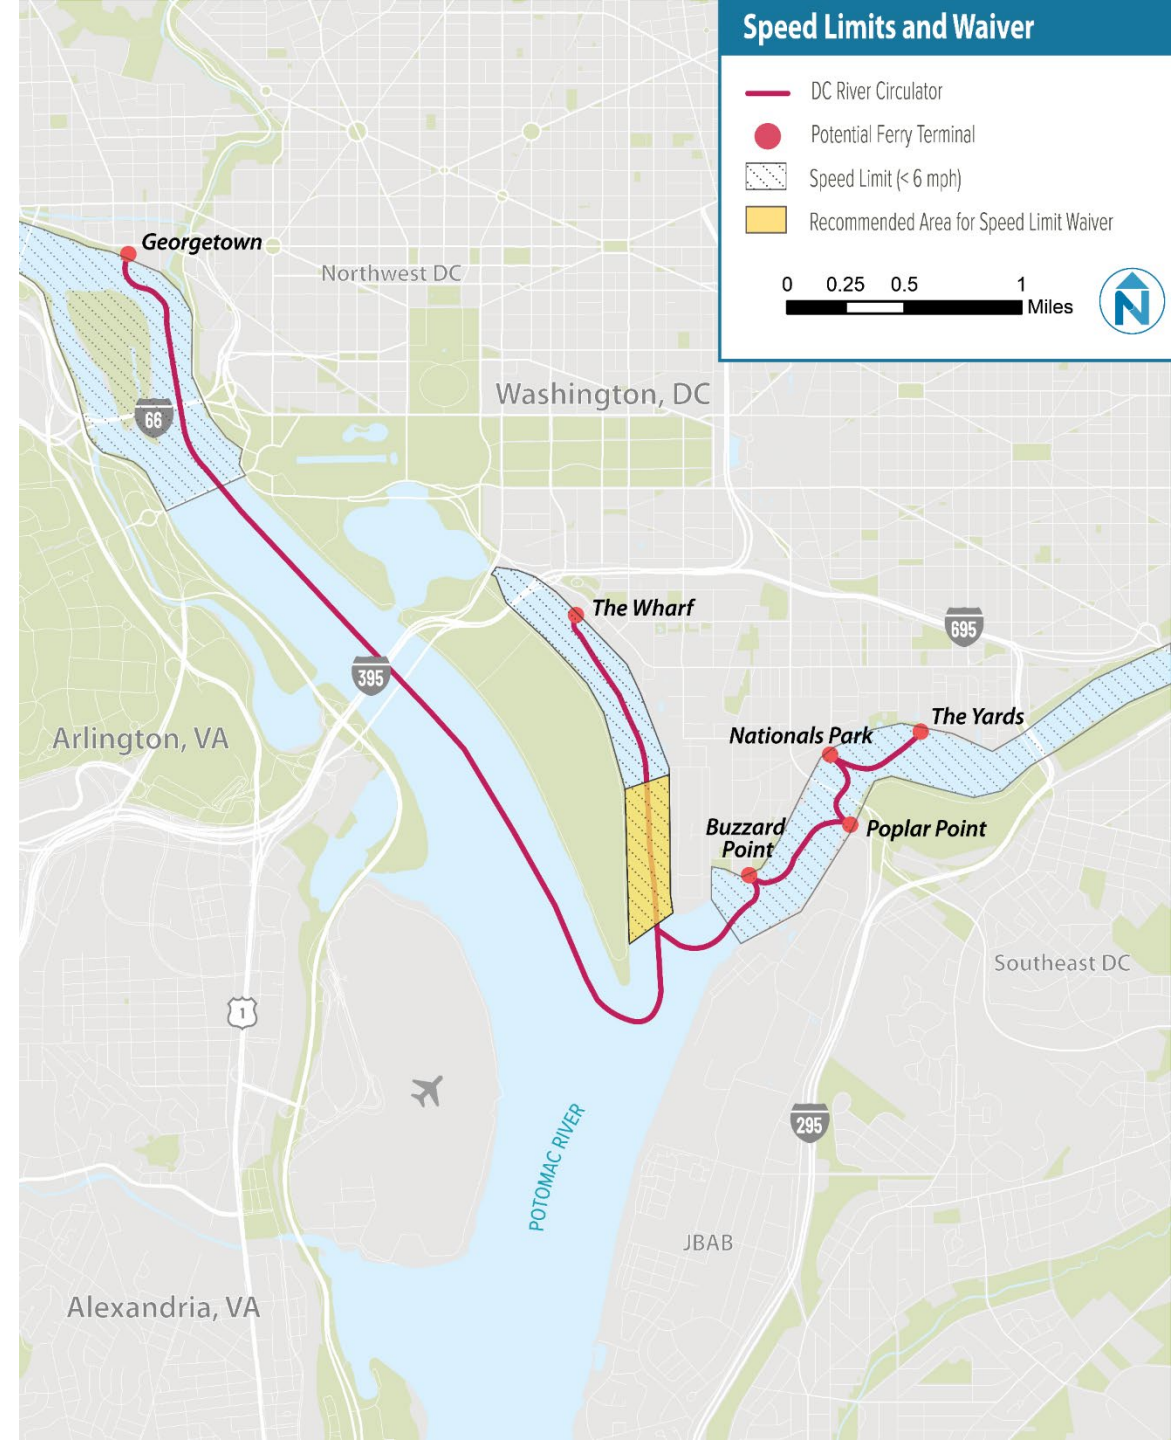 Speed Limits and Waiver
DC River Circulator
Potential Ferry Terminal
Speed Limit (< 6 mph)
Recommended Area for Speed Limit Waiver
0 0.25 0.5 1
Miles
N
Georgetown
Northwest DC
Washington, DC
66
The Wharf
695
395
Arlington, VA
The Yards
Nationals Park
Buzzard
Point
Poplar Point
Southeast DC
1
295
POTOMAC RIVER
JBAB
Alexandria, VA